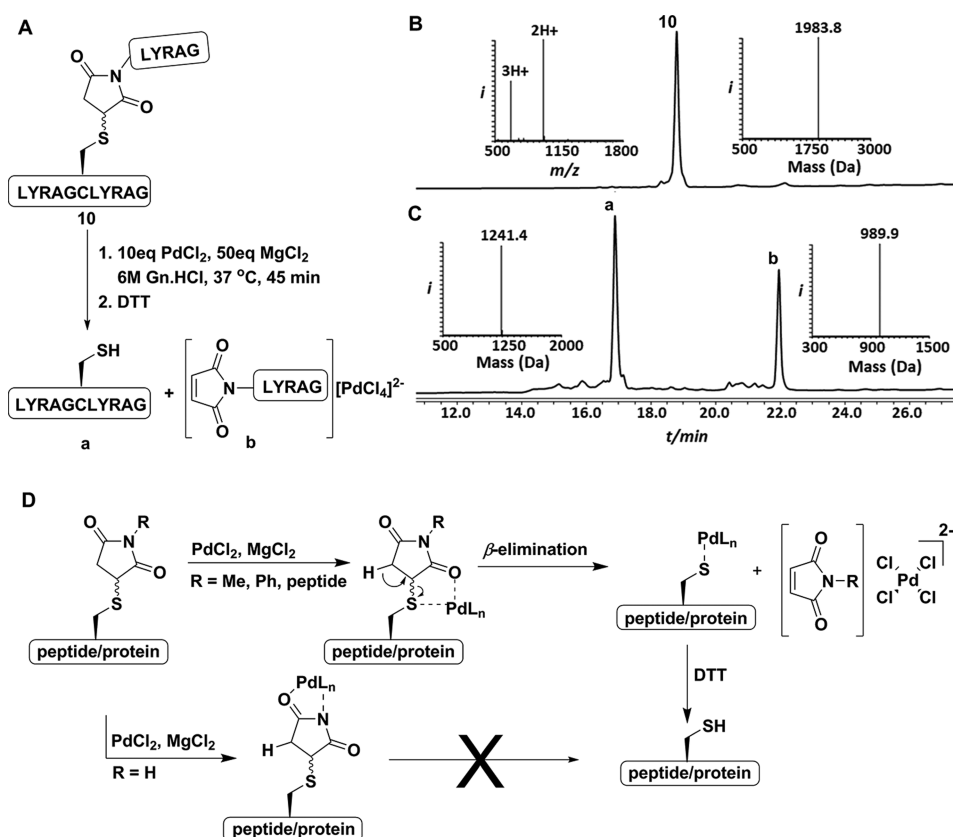 A
O
N
LYRAG
O
S
LYRAGCLYRAG
10
1. 10eq PdCl₂, 50eq MgCl₂
6M Gn.HCl, 37 °C, 45 min
2. DTT
SH
LYRAGCLYRAG
a
+
O
N
LYRAG
O
b
[PdCl₄]²⁻
B
10
i
3H+
2H+
500 1150 1800
m/z
1983.8
i
500 1750 3000
Mass (Da)
C
a
1241.4
i
500 1250 2000
Mass (Da)
b
989.9
i
300 900 1500
Mass (Da)
12.0 14.0 16.0 18.0 20.0 22.0 24.0 26.0
t/min
D
R
O
N
O
S
peptide/protein
PdCl₂, MgCl₂
R = Me, Ph, peptide
R
O
N
H
O
S
PdLₙ
peptide/protein
β-elimination
PdLₙ
S
peptide/protein
+
O
N-R
O
Cl Cl
Pd
Cl Cl
2-
DTT
SH
peptide/protein
PdCl₂, MgCl₂
R = H
PdLₙ
O
N
H
O
S
peptide/protein
X